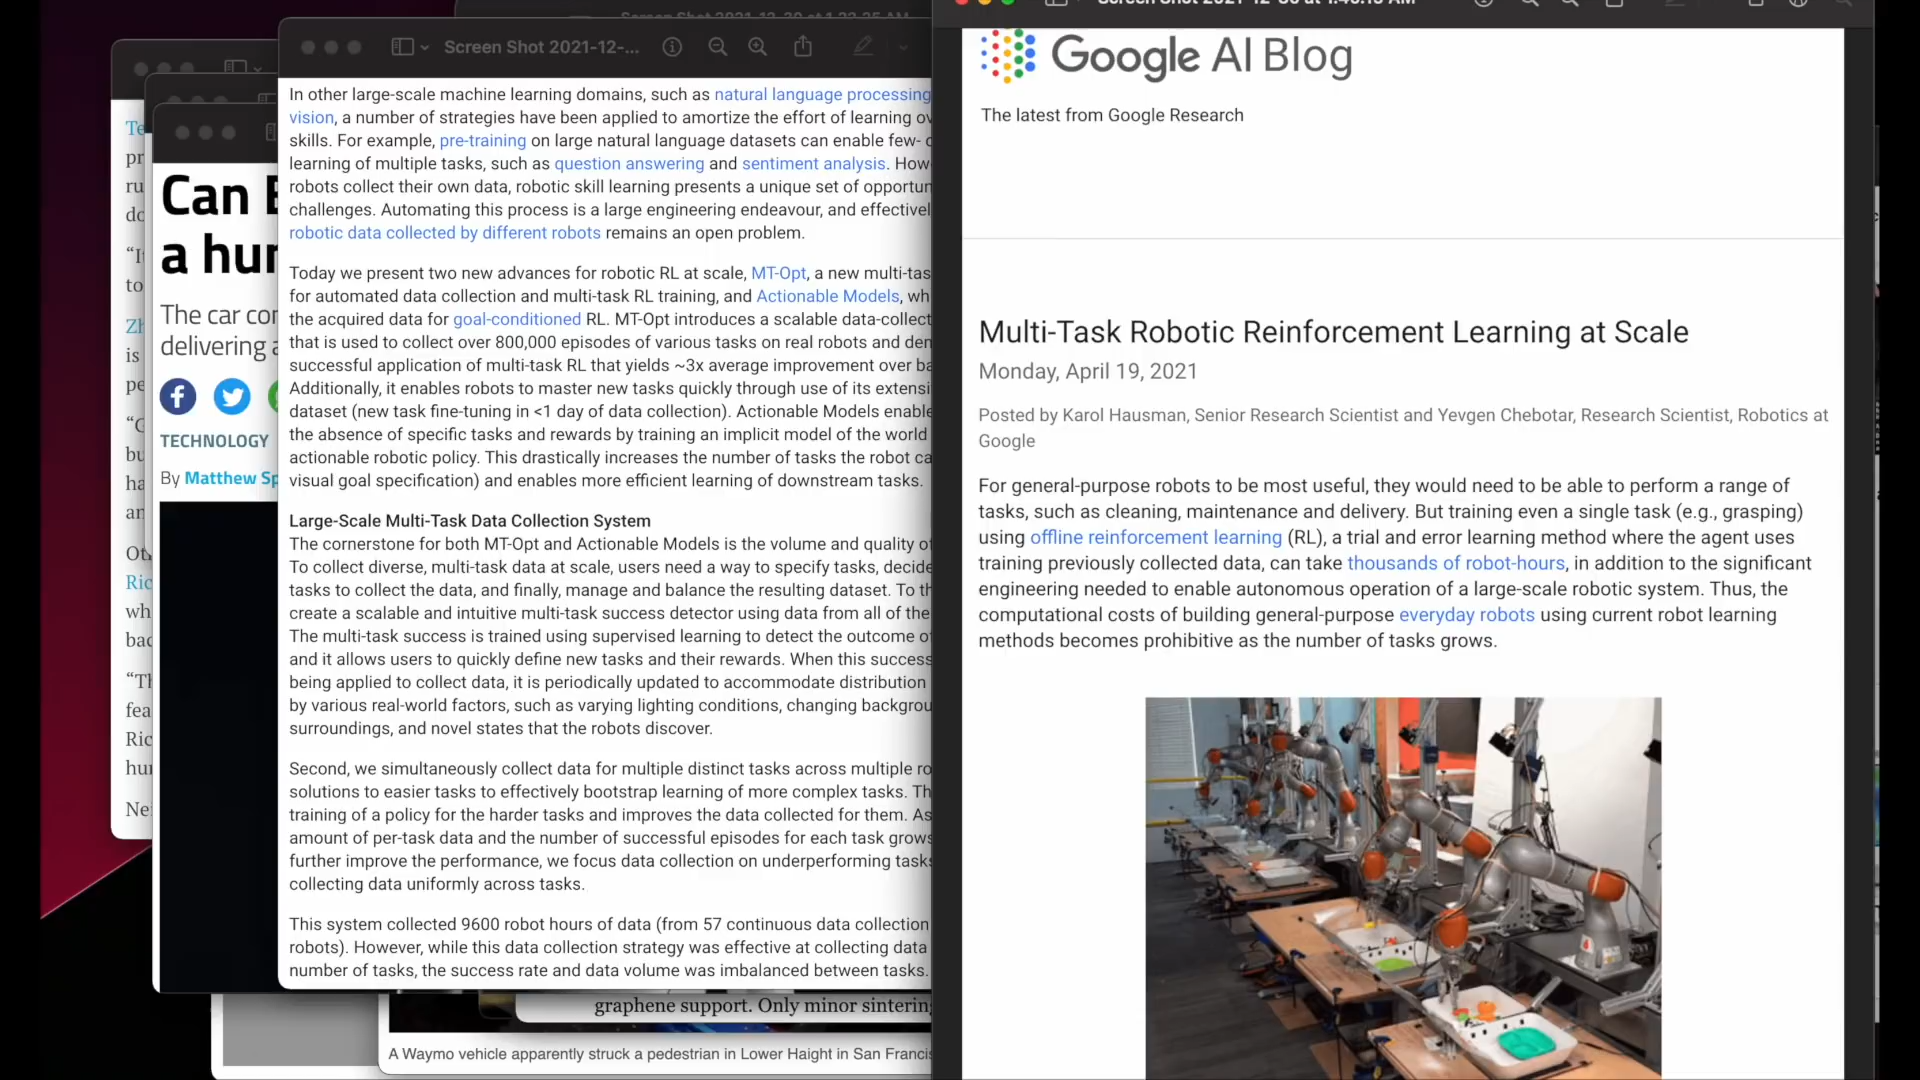 Screen Shot 2021-12-...
In other large-scale machine learning domains, such as natural language processing
vision, a number of strategies have been applied to amortize the effort of learning
skills. For example, pre-training on large natural language datasets can enable few-
learning of multiple tasks, such as question answering and sentiment analysis.
robots collect their own data, robotic skill learning presents a unique set of
challenges. Automating this process is a large engineering endeavour, and
robotic data collected by different robots remains an open problem.
Today we present two new advances for robotic RL at scale, MT-Opt, a new
for automated data collection and multi-task RL training, and Actionable Models,
the acquired data for goal-conditioned RL. MT-Opt introduces a scalable
that is used to collect over 800,000 episodes of various tasks on real robots and
successful application of multi-task RL that yields ~3x average improvement over
Additionally, it enables robots to master new tasks quickly through use of its
dataset (new task fine-tuning in <1 day of data collection). Actionable Models
the absence of specific tasks and rewards by training an implicit model of the world
actionable robotic policy. This drastically increases the number of tasks the robot
visual goal specification) and enables more efficient learning of downstream tasks.
Large-Scale Multi-Task Data Collection System
The cornerstone for both MT-Opt and Actionable Models is the volume and quality
To collect diverse, multi-task data at scale, users need a way to specify tasks, decide
tasks to collect the data, and finally, manage and balance the resulting dataset. To
create a scalable and intuitive multi-task success detector using data from all of the
The multi-task success is trained using supervised learning to detect the outcome
and it allows users to quickly define new tasks and their rewards. When this success
being applied to collect data, it is periodically updated to accommodate distribution
by various real-world factors, such as varying lighting conditions, changing
surroundings, and novel states that the robots discover.
Second, we simultaneously collect data for multiple distinct tasks across multiple
solutions to easier tasks to effectively bootstrap learning of more complex tasks.
training of a policy for the harder tasks and improves the data collected for them. As
amount of per-task data and the number of successful episodes for each task grows
further improve the performance, we focus data collection on underperforming
collecting data uniformly across tasks.
This system collected 9600 robot hours of data (from 57 continuous data collection
robots). However, while this data collection strategy was effective at collecting data
number of tasks, the success rate and data volume was imbalanced between tasks.
Can
a
The car
delivering
TECHNOLOGY
By Matthew
graphene support. Only minor sintering
A Waymo vehicle apparently struck a pedestrian in Lower Haight in San
Google AI Blog
The latest from Google Research
Multi-Task Robotic Reinforcement Learning at Scale
Monday, April 19, 2021
Posted by Karol Hausman, Senior Research Scientist and Yevgen Chebotar, Research Scientist, Robotics at
Google
For general-purpose robots to be most useful, they would need to be able to perform a range of
tasks, such as cleaning, maintenance and delivery. But training even a single task (e.g., grasping)
using offline reinforcement learning (RL), a trial and error learning method where the agent uses
training previously collected data, can take thousands of robot-hours, in addition to the significant
engineering needed to enable autonomous operation of a large-scale robotic system. Thus, the
computational costs of building general-purpose everyday robots using current robot learning
methods becomes prohibitive as the number of tasks grows.